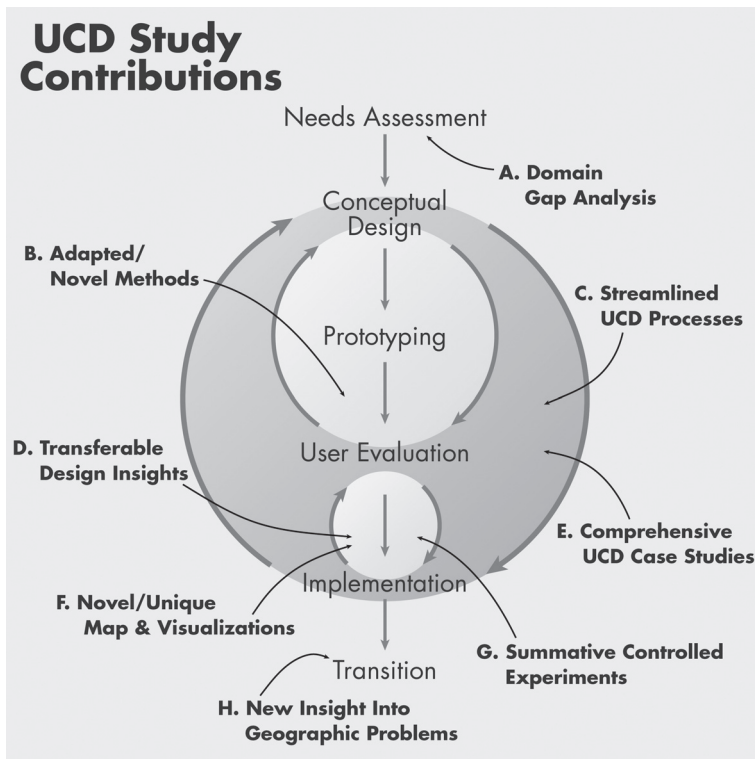 UCD Study
Contributions
Needs Assessment
A. Domain
Gap Analysis
Conceptual
Design
B. Adapted/
Novel Methods
C. Streamlined
UCD Processes
Prototyping
D. Transferable
Design Insights
User Evaluation
E. Comprehensive
UCD Case Studies
Implementation
F. Novel/Unique
Map & Visualizations
G. Summative Controlled
Experiments
Transition
H. New Insight Into
Geographic Problems